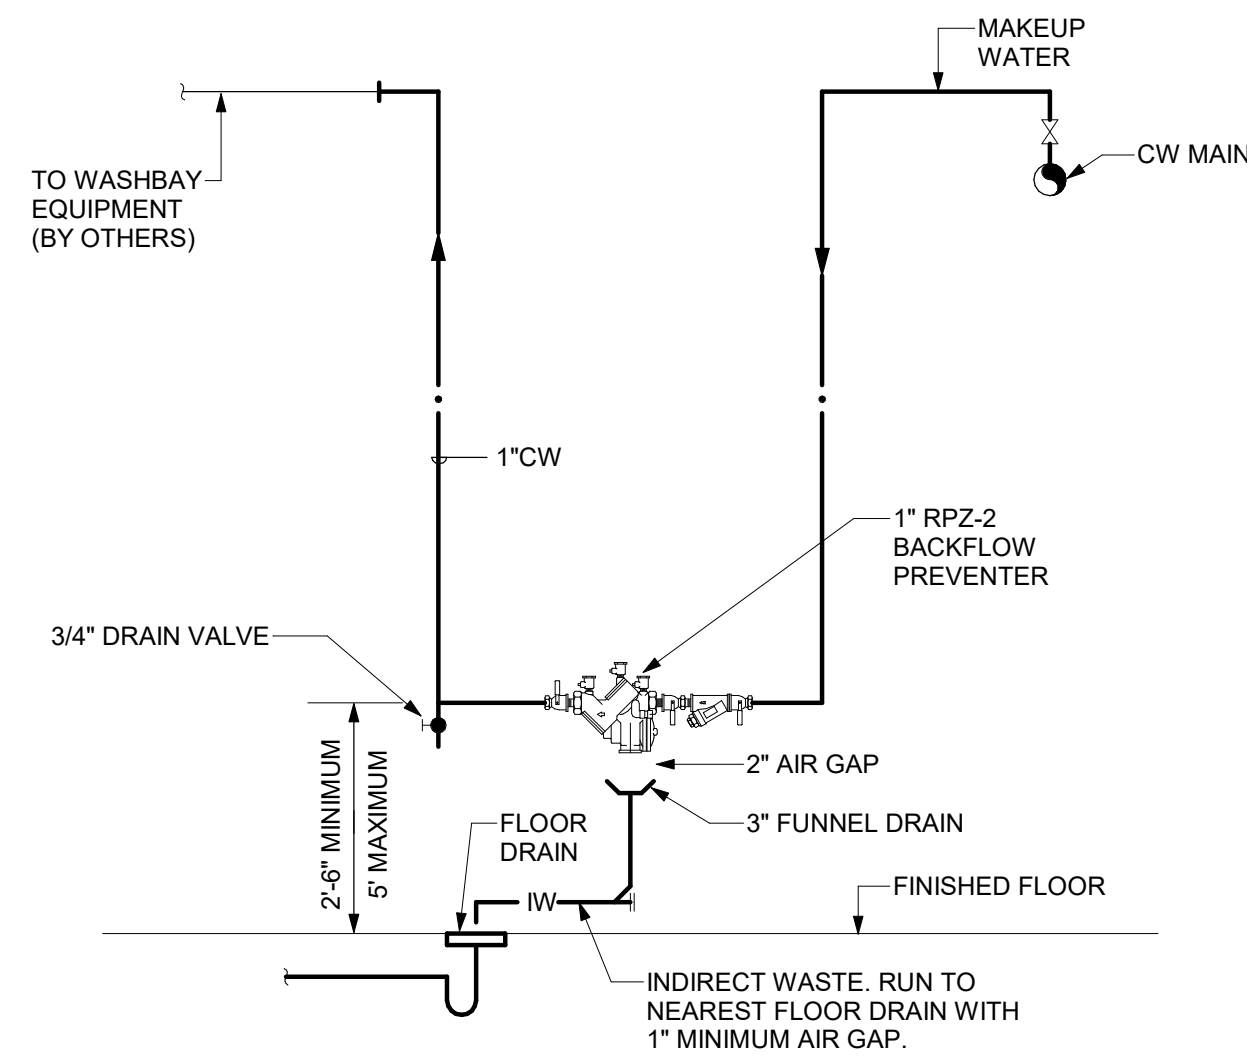 MAKEUP
WATER
CW MAIN
TO WASHBAY
EQUIPMENT
(BY OTHERS)
1"CW
1" RPZ-2
BACKFLOW
PREVENTER
3/4" DRAIN VALVE
2" AIR GAP
3" FUNNEL DRAIN
2'-6" MINIMUM
5' MAXIMUM
FLOOR
DRAIN
IW
FINISHED FLOOR
INDIRECT WASTE. RUN TO
NEAREST FLOOR DRAIN WITH
1" MINIMUM AIR GAP.